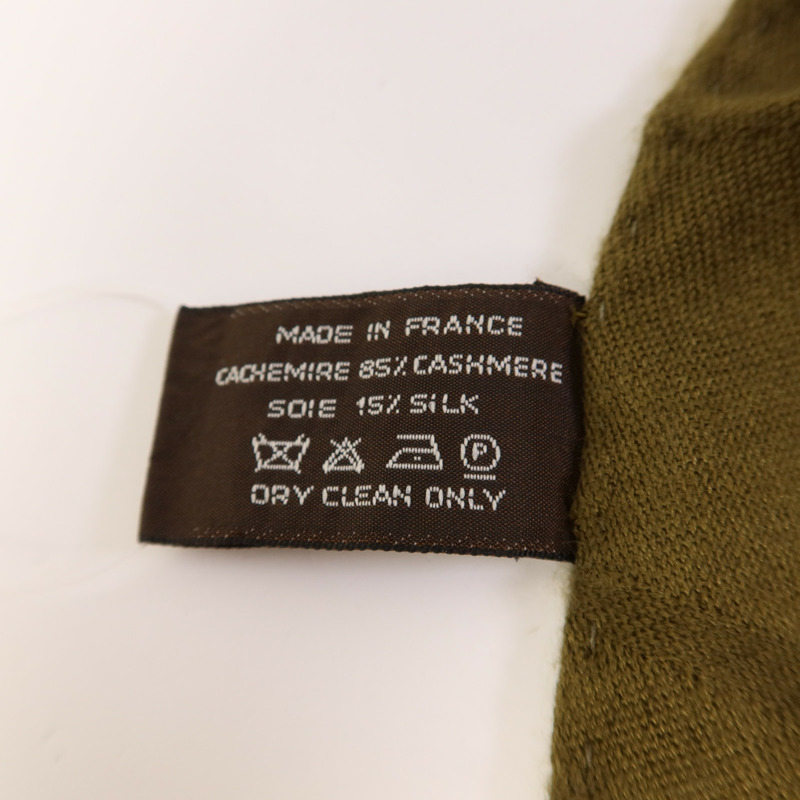 MADE IN FRANCE
CACHEMIRE 85% CASHMERE
SOIE 15% SILK
P
DRY CLEAN ONLY